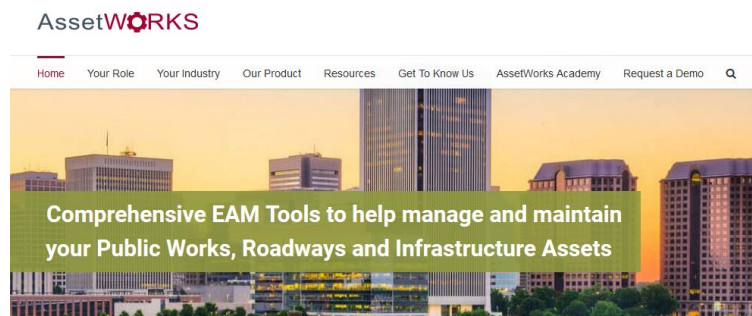 AssetWORKS
Home Your Role Your Industry Our Product Resources Get To Know Us AssetWorks Academy Request a Demo
Comprehensive EAM Tools to help manage and maintain
your Public Works, Roadways and Infrastructure Assets